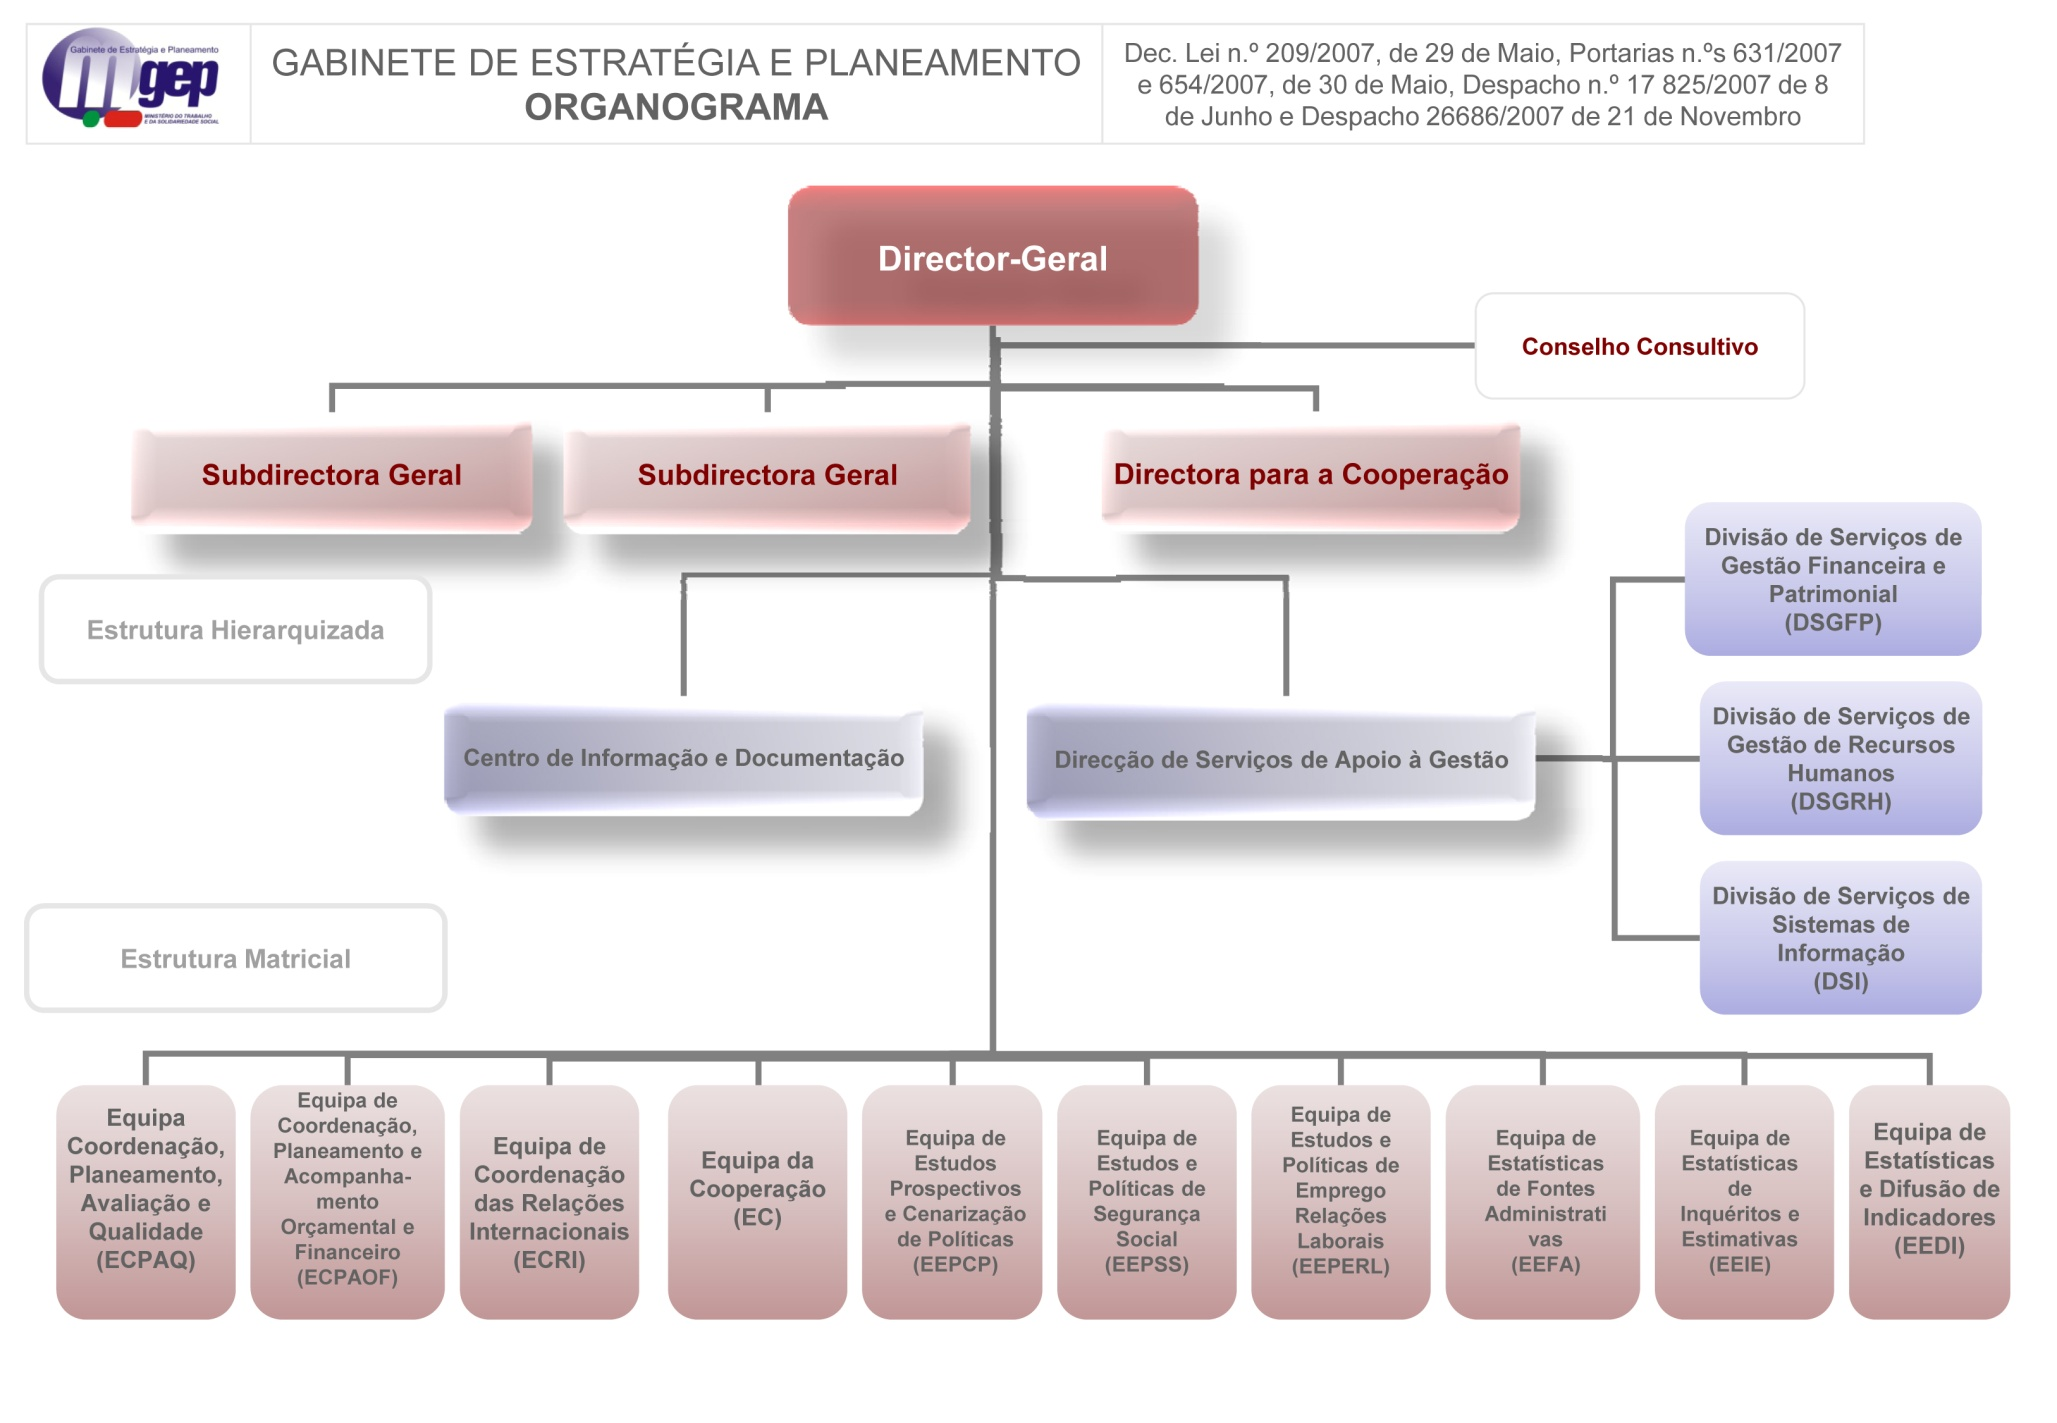 Gabinete de Estratégia e Planeamento
mgep
MINISTÉRIO DO TRABALHO
E DA SOLIDARIEDADE SOCIAL
GABINETE DE ESTRATÉGIA E PLANEAMENTO
ORGANOGRAMA
Dec. Lei n.º 209/2007, de 29 de Maio, Portarias n.ºs 631/2007
e 654/2007, de 30 de Maio, Despacho n.º 17 825/2007 de 8
de Junho e Despacho 26686/2007 de 21 de Novembro
Director-Geral
Conselho Consultivo
Subdirectora Geral
Subdirectora Geral
Directora para a Cooperação
Divisão de Serviços de
Gestão Financeira e
Patrimonial
(DSGFP)
Estrutura Hierarquizada
Centro de Informação e Documentação
Direcção de Serviços de Apoio à Gestão
Divisão de Serviços de
Gestão de Recursos
Humanos
(DSGRH)
Divisão de Serviços de
Sistemas de
Informação
(DSI)
Estrutura Matricial
Equipa
Coordenação,
Planeamento,
Avaliação e
Qualidade
(ECPAQ)
Equipa de
Coordenação,
Planeamento e
Acompanha-
mento
Orçamental e
Financeiro
(ECPAOF)
Equipa de
Coordenação
das Relações
Internacionais
(ECRI)
Equipa da
Cooperação
(EC)
Equipa de
Estudos
Prospectivos
e Cenarização
de Políticas
(EEPCP)
Equipa de
Estudos e
Políticas de
Segurança
Social
(EEPSS)
Equipa de
Estudos e
Políticas de
Emprego
Relações
Laborais
(EEPERL)
Equipa de
Estatísticas
de Fontes
Administrati
vas
(EEFA)
Equipa de
Estatísticas
de
Inquéritos e
Estimativas
(EEIE)
Equipa de
Estatísticas
e Difusão de
Indicadores
(EEDI)